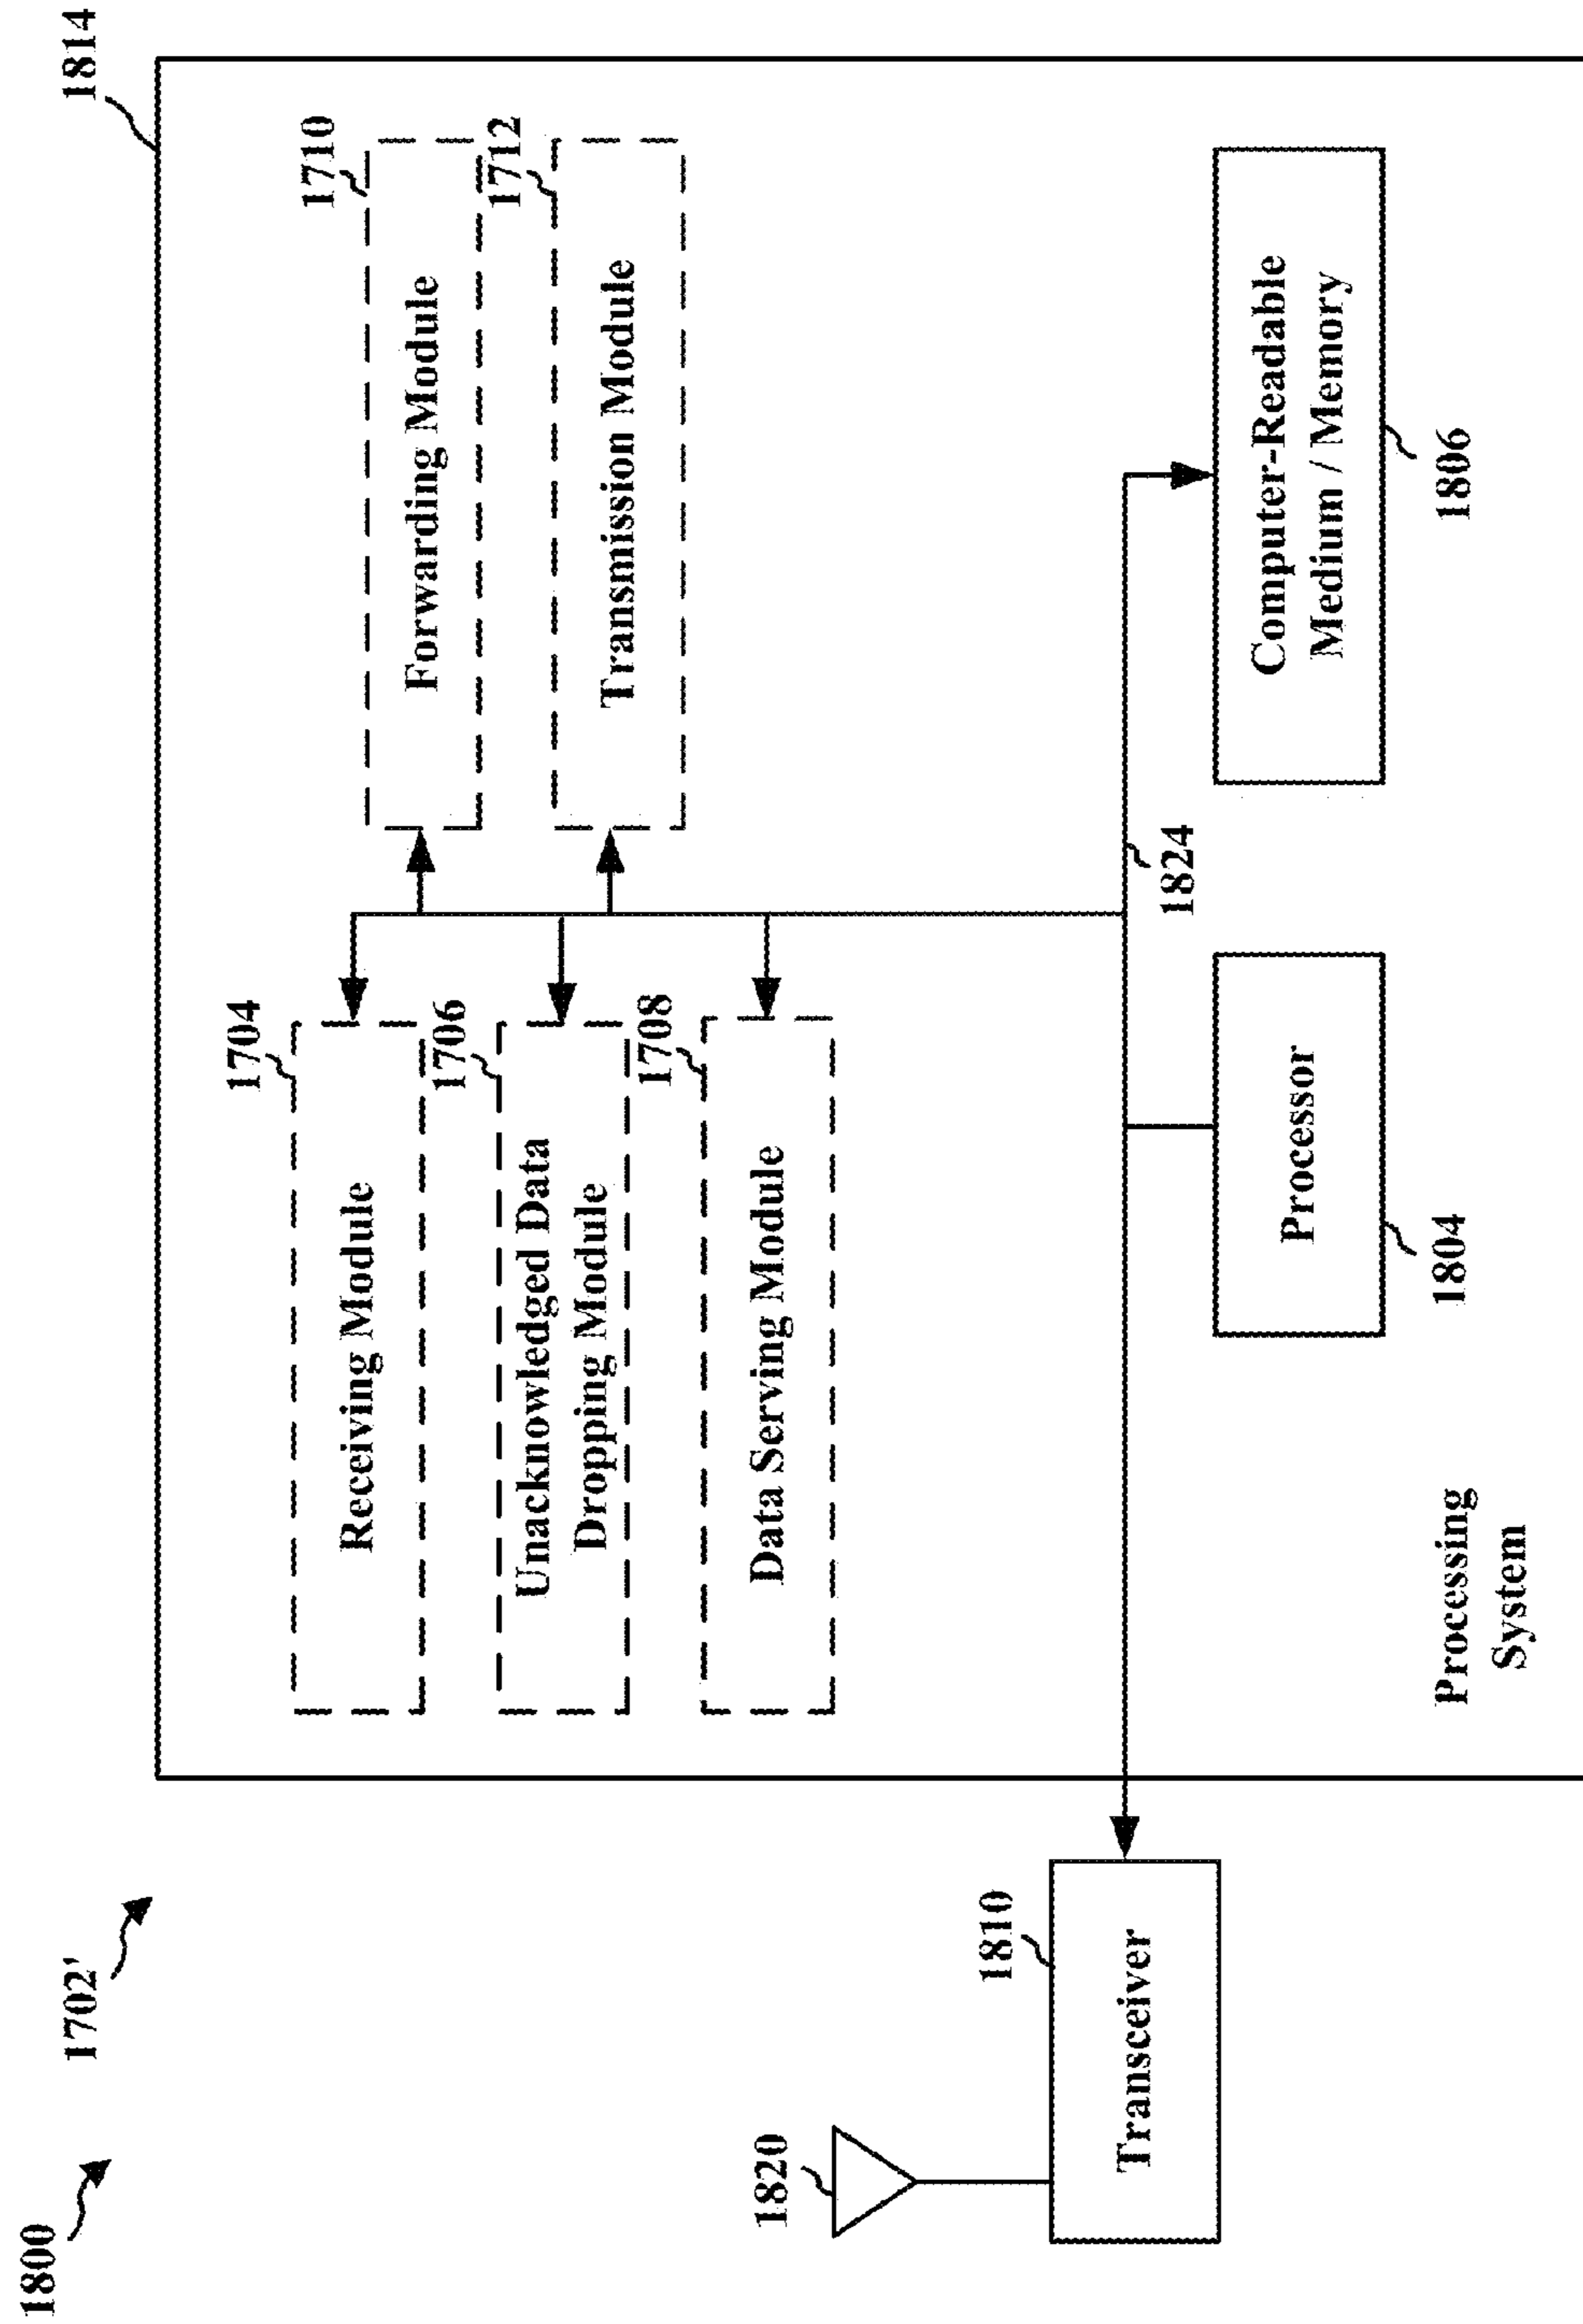 1800
1702'
1814
1704
Receiving Module
1710
Forwarding Module
1706
Unacknowledged Data
Dropping Module
1712
Transmission Module
1708
Data Serving Module
1820
1810
Transceiver
1824
Processor
1804
Computer-Readable
Medium / Memory
1806
Processing
System